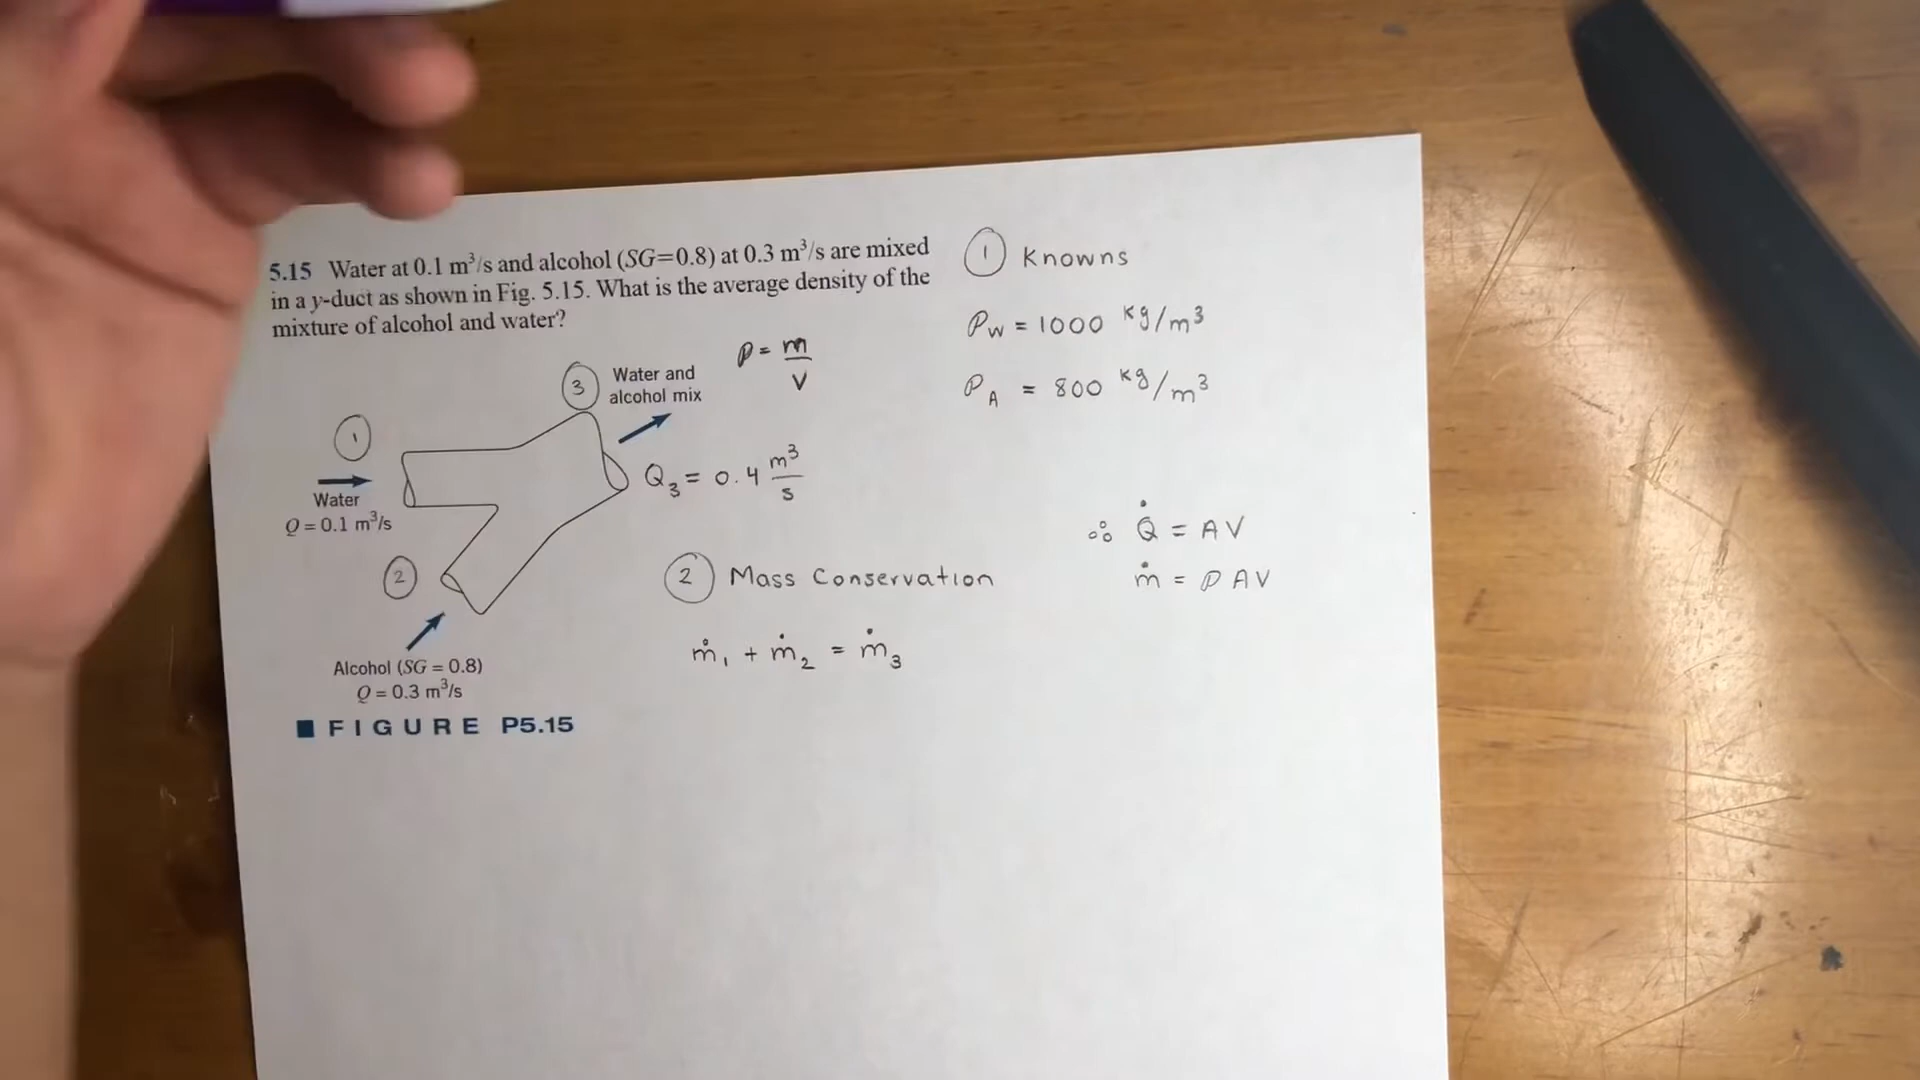 5.15 Water at 0.1 m³/s and alcohol (SG=0.8) at 0.3 m³/s are mixed
in a y-duct as shown in Fig. 5.15. What is the average density of the
mixture of alcohol and water?
① Knowns
ρ_W = 1000 kg/m³
ρ_A = 800 kg/m³
ρ = m/V
③
Water and
alcohol mix
①
Water
Q = 0.1 m³/s
Q₃ = 0.4 m³/s
②
Alcohol (SG = 0.8)
Q = 0.3 m³/s
FIGURE P5.15
② Mass Conservation
ṁ₁ + ṁ₂ = ṁ₃
Q̇ = AV
ṁ = ρAV